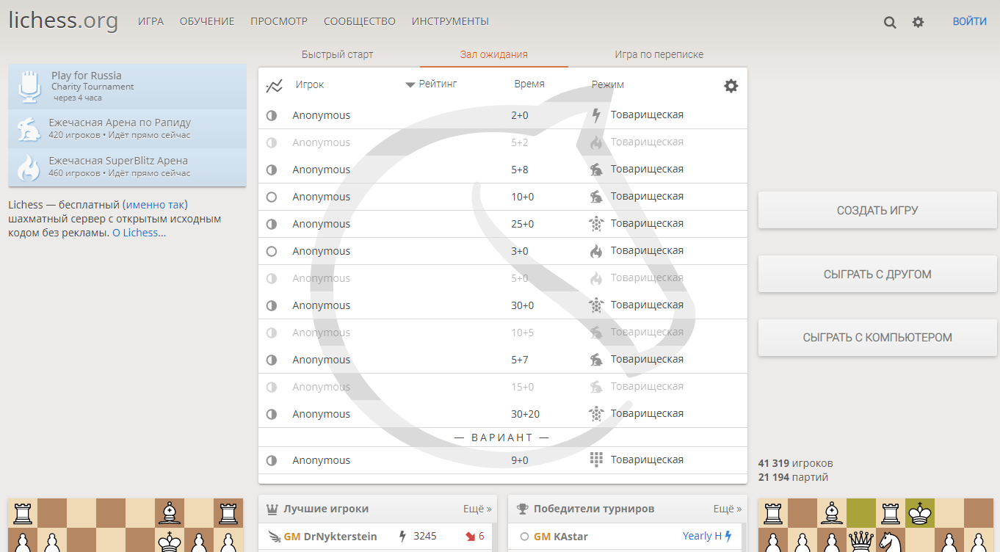 lichess.org ИГРА ОБУЧЕНИЕ ПРОСМОТР СООБЩЕСТВО ИНСТРУМЕНТЫ ВОЙТИ
Play for Russia
Charity Tournament
через 4 часа
Ежечасная Арена по Рапиду
420 игроков • Идёт прямо сейчас
Ежечасная SuperBlitz Арена
460 игроков • Идёт прямо сейчас
Lichess — бесплатный (именно так)
шахматный сервер с открытым исходным
кодом без рекламы. О Lichess...
Быстрый старт Зал ожидания Игра по переписке
Игрок Рейтинг Время Режим
Anonymous 2+0 Товарищеская
Anonymous 5+2 Товарищеская
Anonymous 5+8 Товарищеская
Anonymous 10+0 Товарищеская
Anonymous 25+0 Товарищеская
Anonymous 3+0 Товарищеская
Anonymous 5+0 Товарищеская
Anonymous 30+0 Товарищеская
Anonymous 10+5 Товарищеская
Anonymous 5+7 Товарищеская
Anonymous 15+0 Товарищеская
Anonymous 30+20 Товарищеская
— ВАРИАНТ —
Anonymous 9+0 Товарищеская
СОЗДАТЬ ИГРУ
СЫГРАТЬ С ДРУГОМ
СЫГРАТЬ С КОМПЬЮТЕРОМ
41 319 игроков
21 194 партий
Лучшие игроки Ещё »
GM DrNykterstein 3245 6
Победители турниров Ещё »
GM KAstar Yearly H